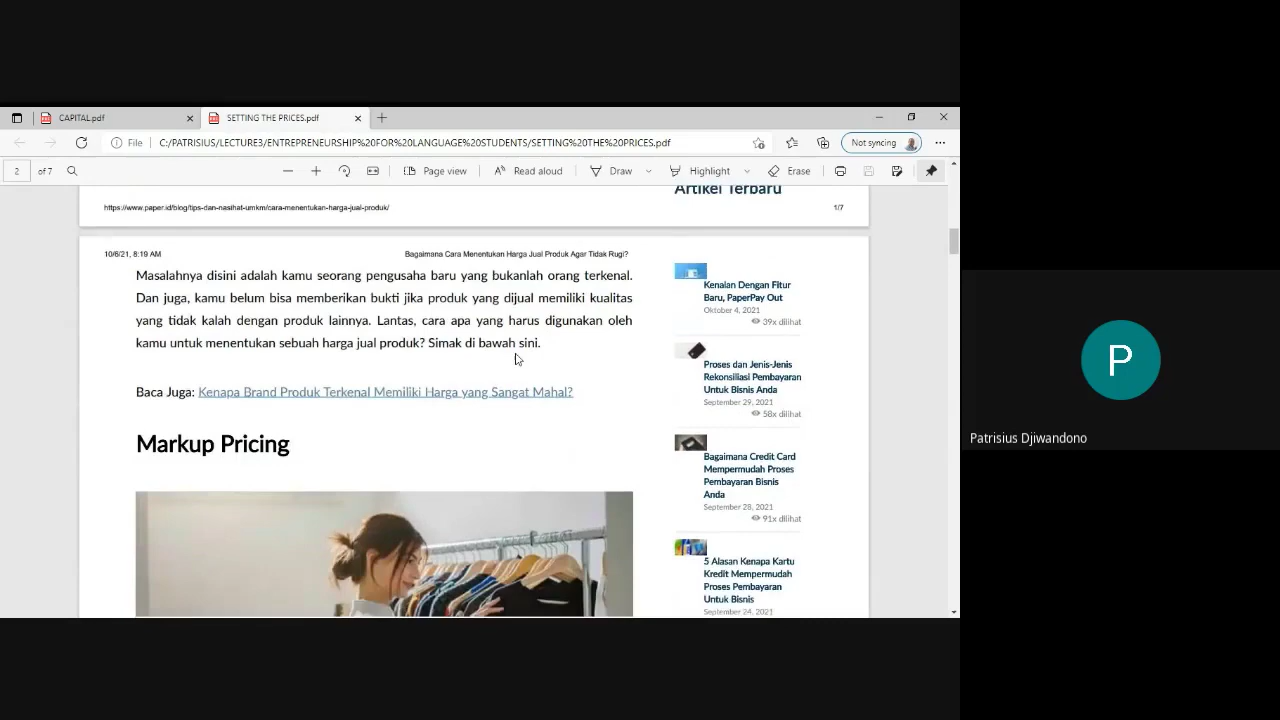 CAPITAL.pdf
SETTING THE PRICES.pdf
File
C:/PATRISIUS/LECTURE3/ENTREPRENEURSHIP%20FOR%20LANGUAGE%20STUDENTS/SETTING%20THE%20PRICES.pdf
Not syncing
2 of 7
Page view
Read aloud
Draw
Highlight
Erase
Artikel Terbaru
https://www.paper.id/blog/tips-dan-nasihat-umkm/cara-menentukan-harga-jual-produk/
1/7
10/6/21, 8:19 AM
Bagaimana Cara Menentukan Harga Jual Produk Agar Tidak Rugi?
Masalahnya disini adalah kamu seorang pengusaha baru yang bukanlah orang terkenal.
Dan juga, kamu belum bisa memberikan bukti jika produk yang dijual memiliki kualitas
yang tidak kalah dengan produk lainnya. Lantas, cara apa yang harus digunakan oleh
kamu untuk menentukan sebuah harga jual produk? Simak di bawah sini.
Baca Juga: Kenapa Brand Produk Terkenal Memiliki Harga yang Sangat Mahal?
Markup Pricing
Kenalan Dengan Fitur
Baru, PaperPay Out
Oktober 4, 2021
39x dilihat
Proses dan Jenis-Jenis
Rekonsiliasi Pembayaran
Untuk Bisnis Anda
September 29, 2021
58x dilihat
Bagaimana Credit Card
Mempermudah Proses
Pembayaran Bisnis
Anda
September 28, 2021
91x dilihat
5 Alasan Kenapa Kartu
Kredit Mempermudah
Proses Pembayaran
Untuk Bisnis
September 24, 2021
P
Patrisius Djiwandono